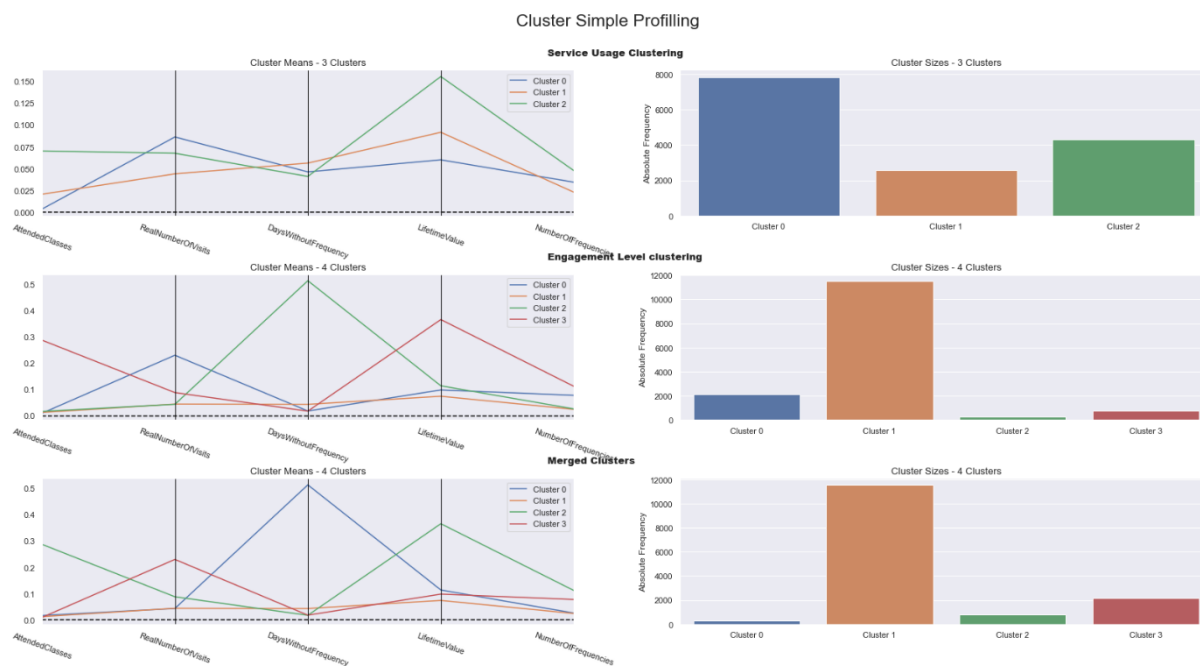 Cluster Simple Profilling
Service Usage Clustering
Cluster Means - 3 Clusters
0.150
0.125
0.100
0.075
0.050
0.025
0.000
Cluster 0
Cluster 1
Cluster 2
AttendedClasses
RealNumberOfVisits
DaysWithoutFrequency
LifetimeValue
NumberOfFrequencies
Cluster Sizes - 3 Clusters
Absolute Frequency
8000
6000
4000
2000
0
Cluster 0
Cluster 1
Cluster 2
Engagement Level clustering
Cluster Means - 4 Clusters
0.5
0.4
0.3
0.2
0.1
0.0
Cluster 0
Cluster 1
Cluster 2
Cluster 3
AttendedClasses
RealNumberOfVisits
DaysWithoutFrequency
LifetimeValue
NumberOfFrequencies
Cluster Sizes - 4 Clusters
Absolute Frequency
12000
10000
8000
6000
4000
2000
0
Cluster 0
Cluster 1
Cluster 2
Cluster 3
Merged Clusters
Cluster Means - 4 Clusters
0.5
0.4
0.3
0.2
0.1
0.0
Cluster 0
Cluster 1
Cluster 2
Cluster 3
AttendedClasses
RealNumberOfVisits
DaysWithoutFrequency
LifetimeValue
NumberOfFrequencies
Cluster Sizes - 4 Clusters
Absolute Frequency
12000
10000
8000
6000
4000
2000
0
Cluster 0
Cluster 1
Cluster 2
Cluster 3